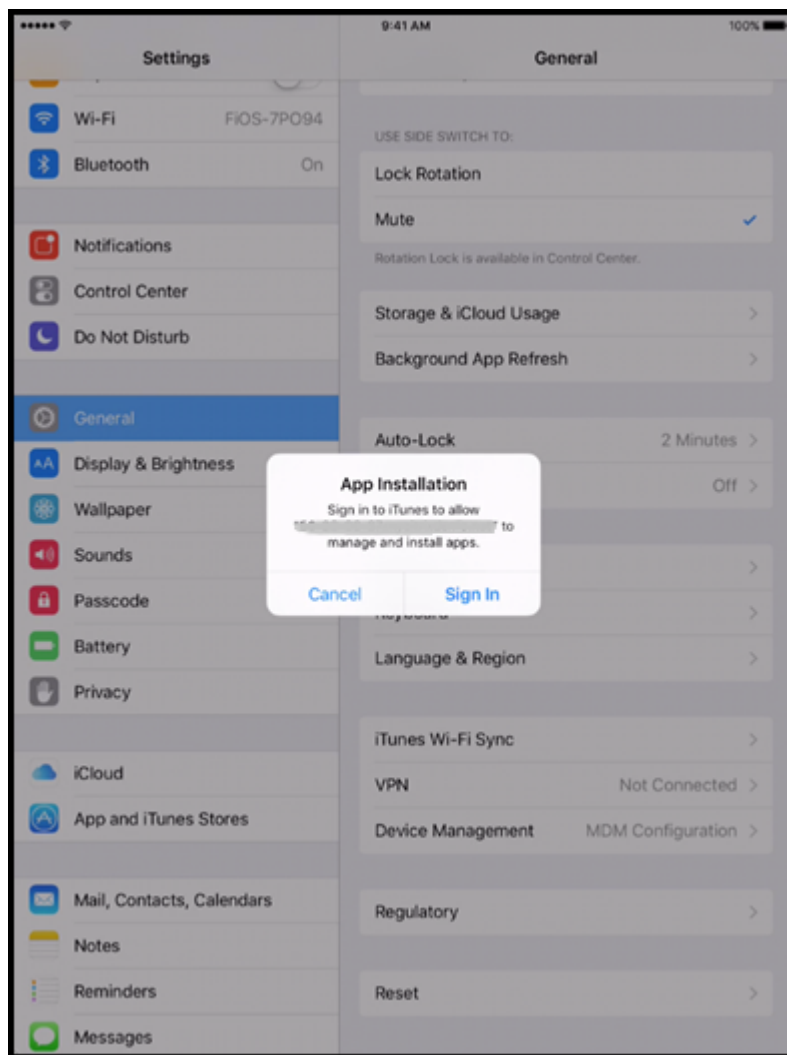 9:41 AM
100%
Settings
General
Wi-Fi
FiOS-7PO94
Bluetooth
On
Notifications
Control Center
Do Not Disturb
General
Display & Brightness
Wallpaper
Sounds
Passcode
Battery
Privacy
iCloud
App and iTunes Stores
Mail, Contacts, Calendars
Notes
Reminders
Messages
USE SIDE SWITCH TO:
Lock Rotation
Mute
Rotation Lock is available in Control Center.
Storage & iCloud Usage
Background App Refresh
Auto-Lock
2 Minutes
Off
Language & Region
iTunes Wi-Fi Sync
VPN
Not Connected
Device Management
MDM Configuration
Regulatory
Reset
App Installation
Sign in to iTunes to allow
" to
manage and install apps.
Cancel
Sign In